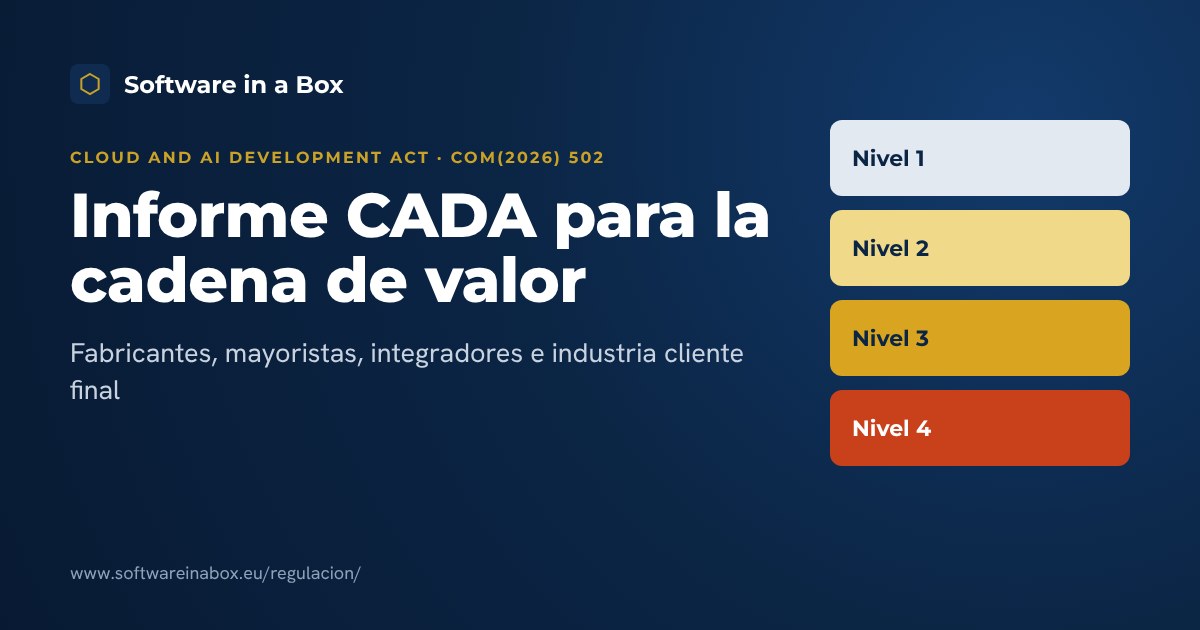 Software in a Box
CLOUD AND AI DEVELOPMENT ACT · COM(2026) 502
Informe CADA para la
cadena de valor
Fabricantes, mayoristas, integradores e industria cliente
final
Nivel 1
Nivel 2
Nivel 3
Nivel 4
www.softwareinabox.eu/regulacion/